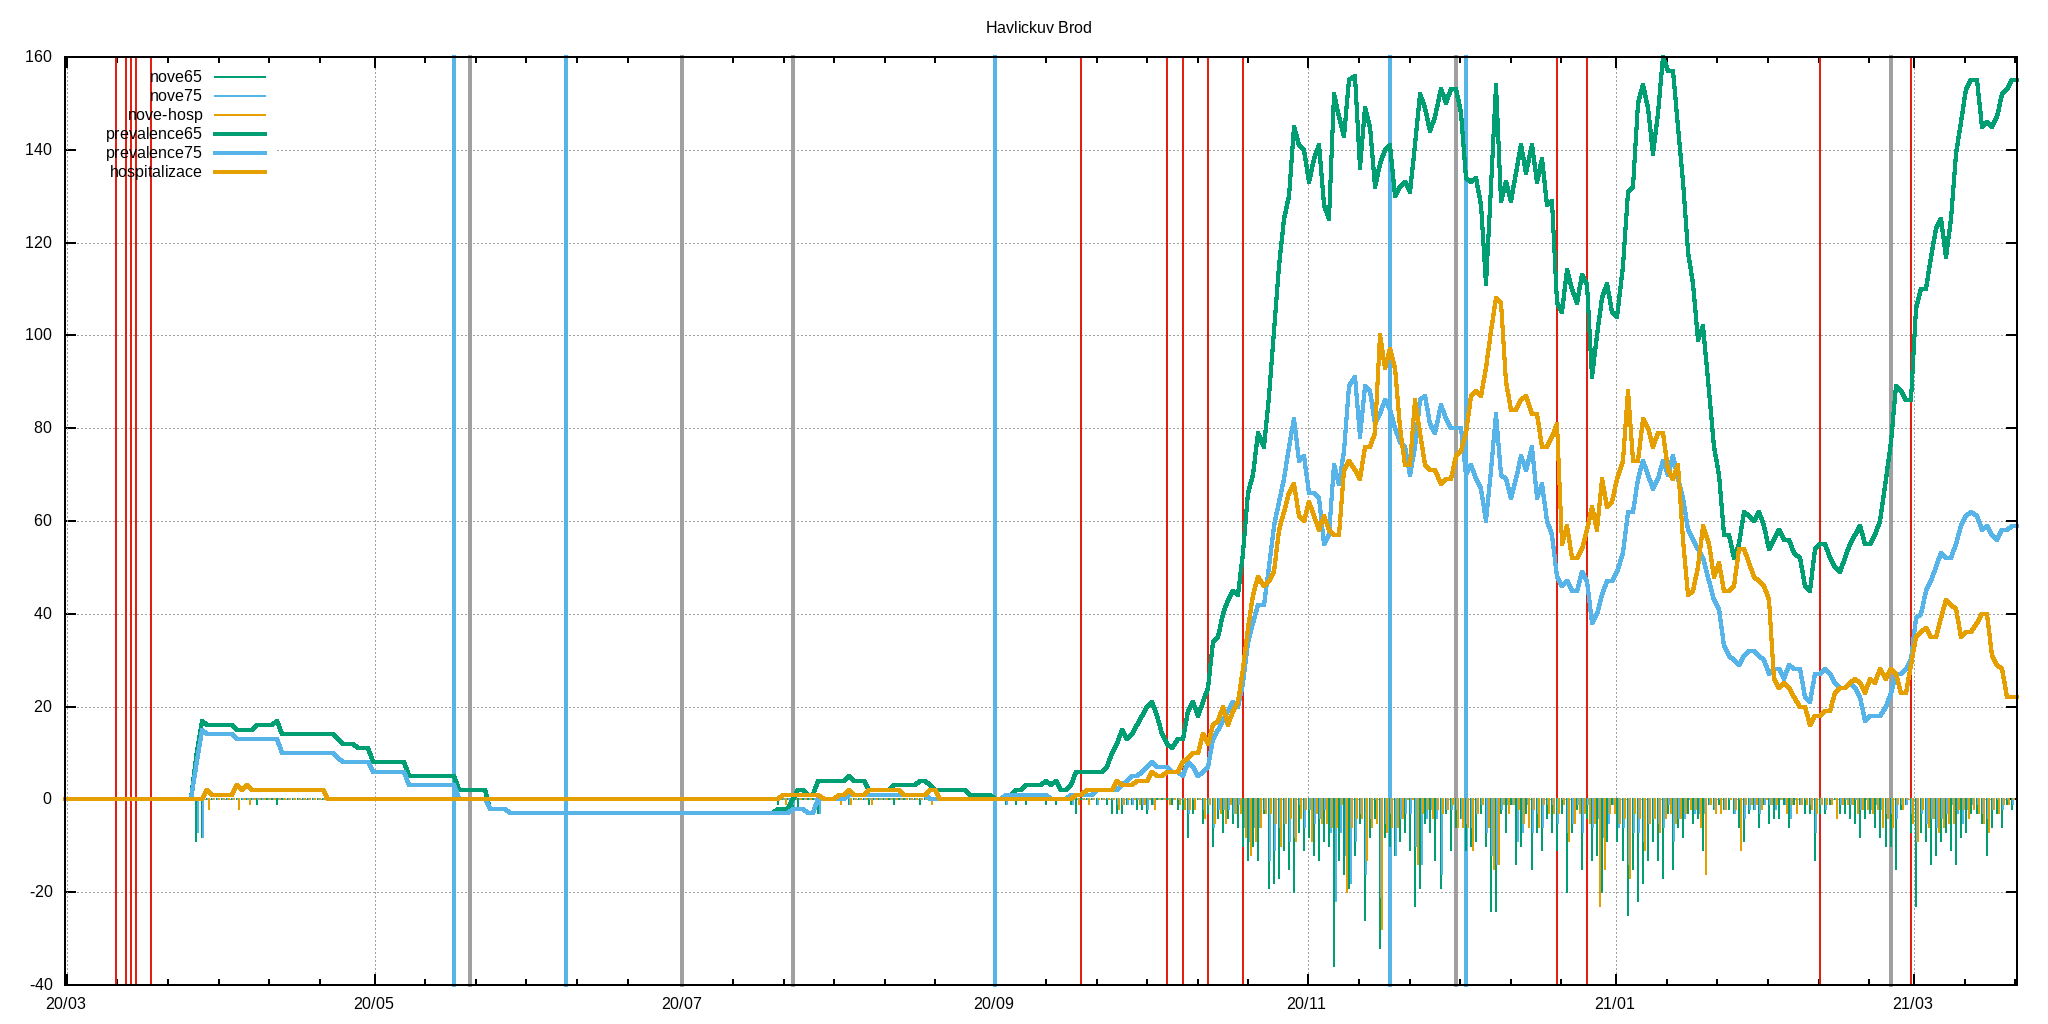 Havlickuv Brod
160
140
120
100
80
60
40
20
0
-20
-40
nove65
nove75
nove-hosp
prevalence65
prevalence75
hospitalizace
20/03 20/05 20/07 20/09 20/11 21/01 21/03